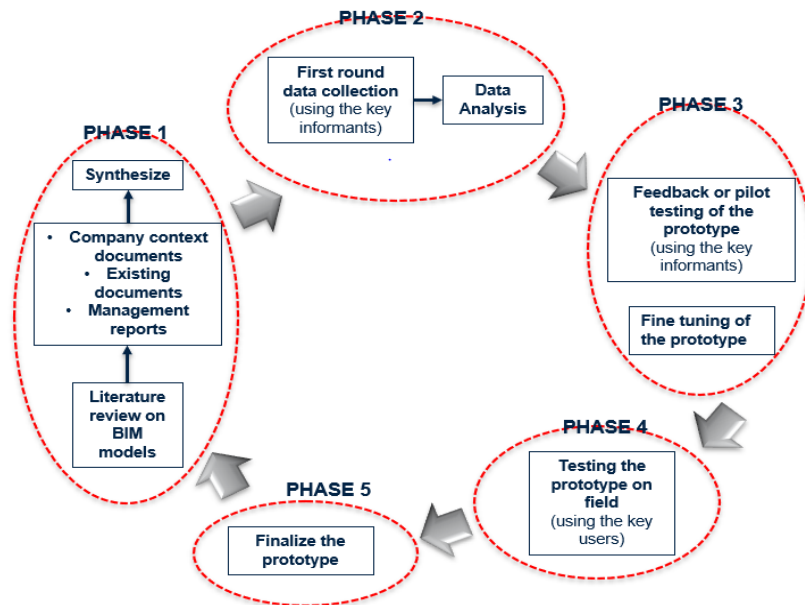 PHASE 1
Synthesize
• Company context
documents
• Existing
documents
• Management
reports
Literature
review on
BIM
models
PHASE 2
First round
data collection
(using the key
informants)
Data
Analysis
PHASE 3
Feedback or pilot
testing of the
prototype
(using the key
informants)
Fine tuning of
the prototype
PHASE 4
Testing the
prototype on
field
(using the key
users)
PHASE 5
Finalize the
prototype